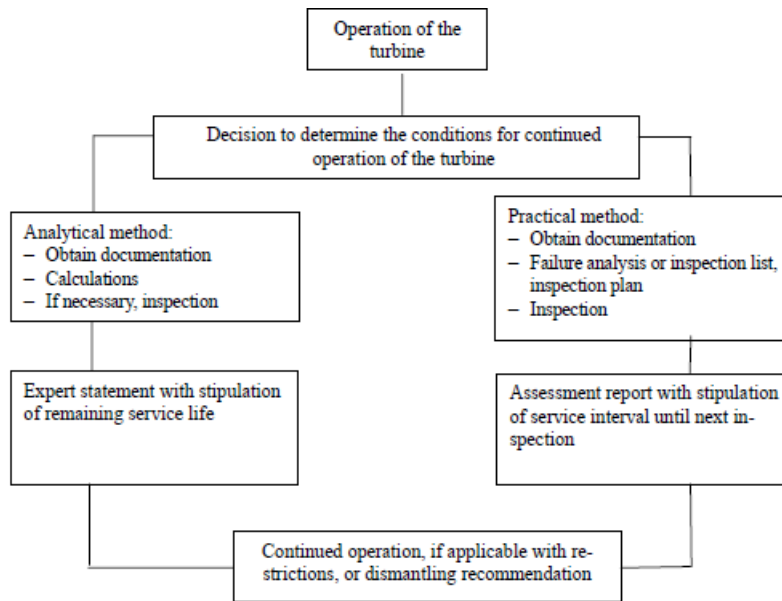 Operation of the
turbine
Decision to determine the conditions for continued
operation of the turbine
Analytical method:
– Obtain documentation
– Calculations
– If necessary, inspection
Practical method:
– Obtain documentation
– Failure analysis or inspection list,
inspection plan
– Inspection
Expert statement with stipulation
of remaining service life
Assessment report with stipulation
of service interval until next in-
spection
Continued operation, if applicable with re-
strictions, or dismantling recommendation